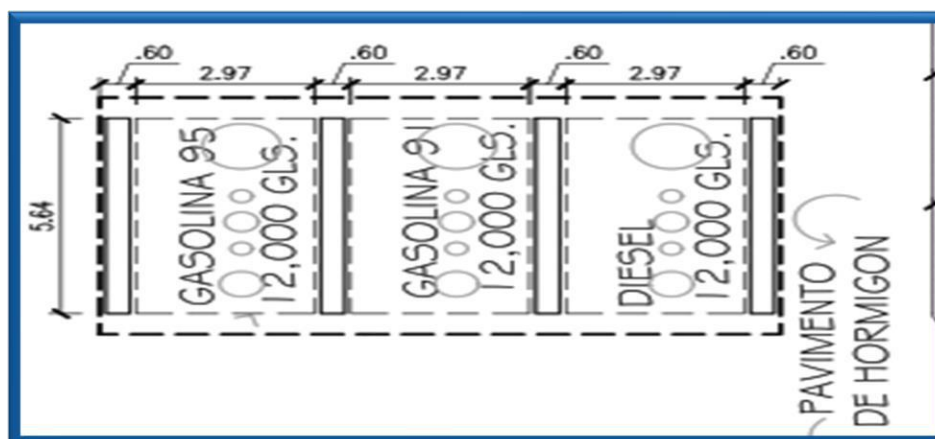 .60
.60
.60
.60
2.97
2.97
2.97
5.64
GASOLINA 95
12,000 GLS.
GASOLINA 91
12,000 GLS.
DIESEL
12,000 GLS.
PAVIMENTO
DE HORMIGON